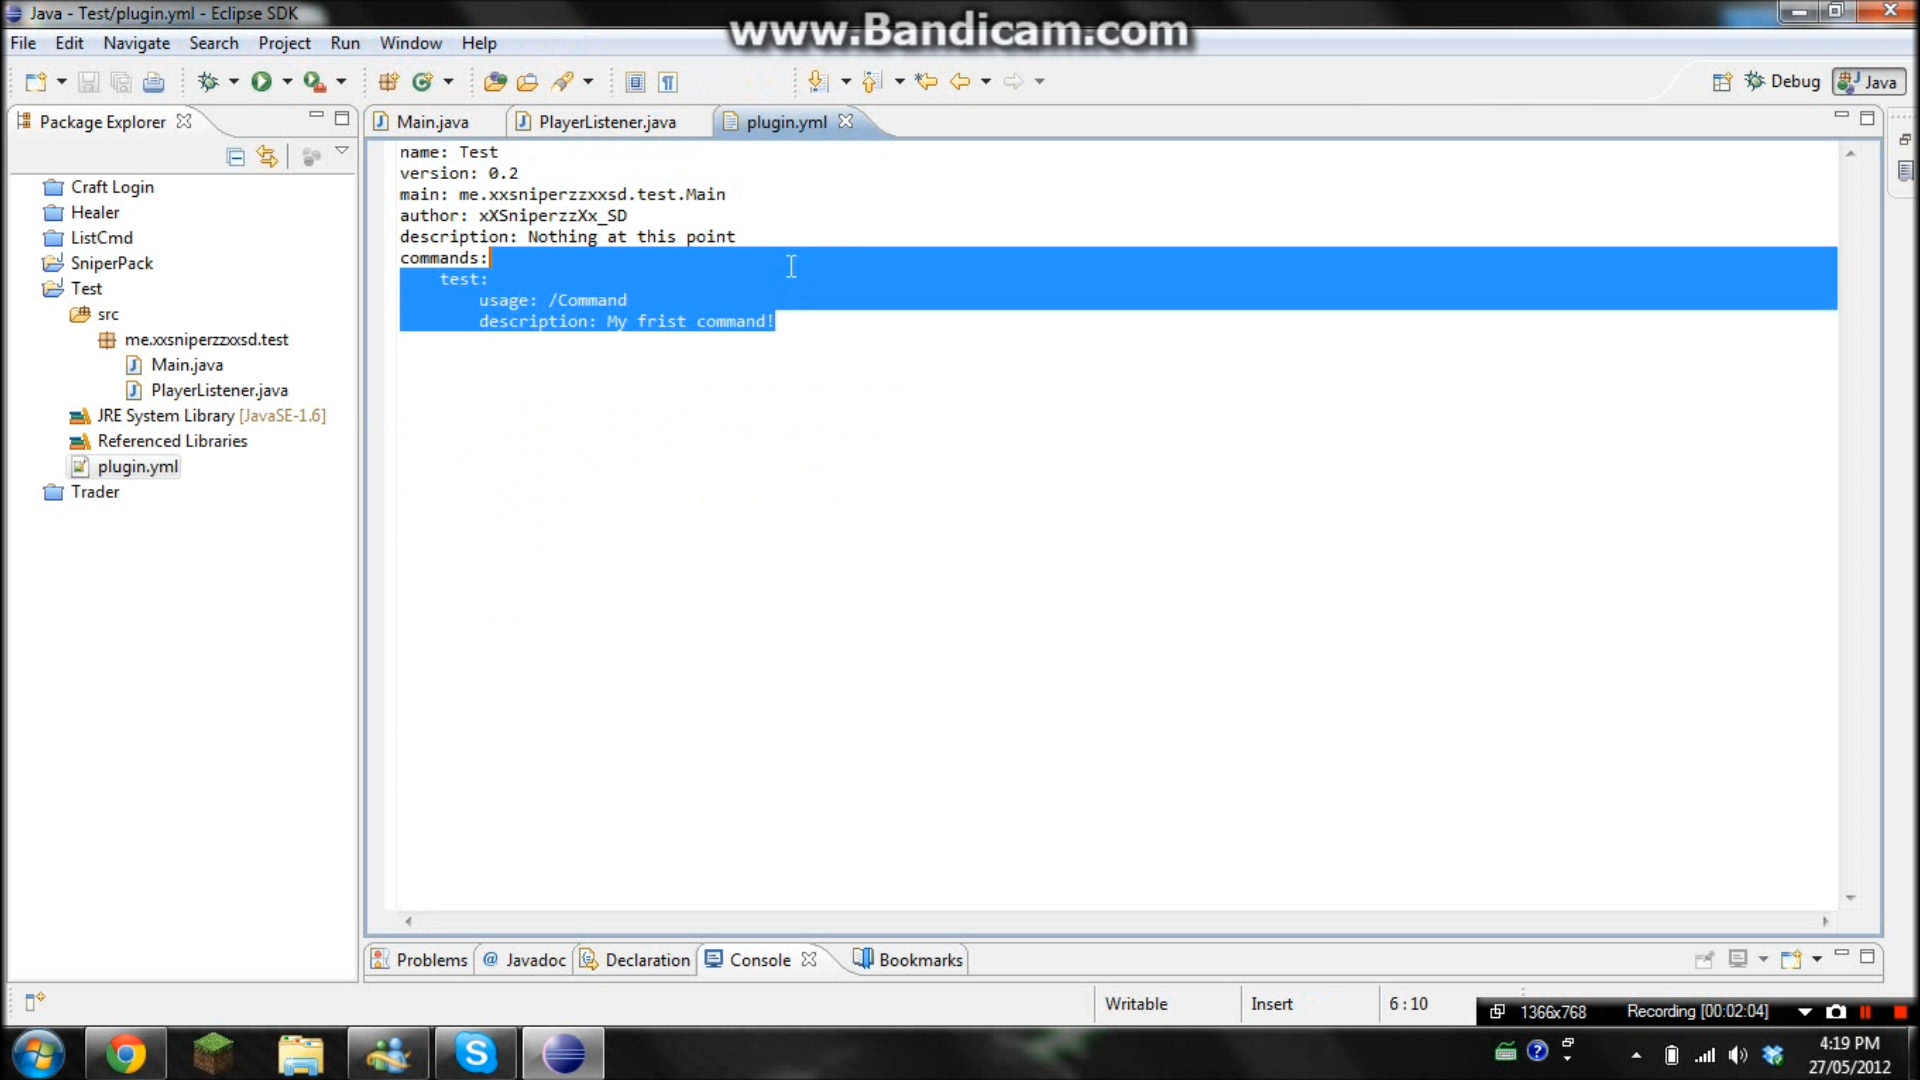 Java - Test/plugin.yml - Eclipse SDK
www.Bandicam.com
File Edit Navigate Search Project Run Window Help
Debug Java
Package Explorer
Main.java PlayerListener.java plugin.yml
Craft Login
Healer
ListCmd
SniperPack
Test
src
me.xxsniperzzxxsd.test
Main.java
PlayerListener.java
JRE System Library [JavaSE-1.6]
Referenced Libraries
plugin.yml
Trader
name: Test
version: 0.2
main: me.xxsniperzzxxsd.test.Main
author: xXSniperzzXx_SD
description: Nothing at this point
commands:
test:
usage: /Command
description: My frist command!
Problems @ Javadoc Declaration Console Bookmarks
Writable Insert 6 : 10
1366x768 Recording [00:02:04]
4:19 PM
27/05/2012